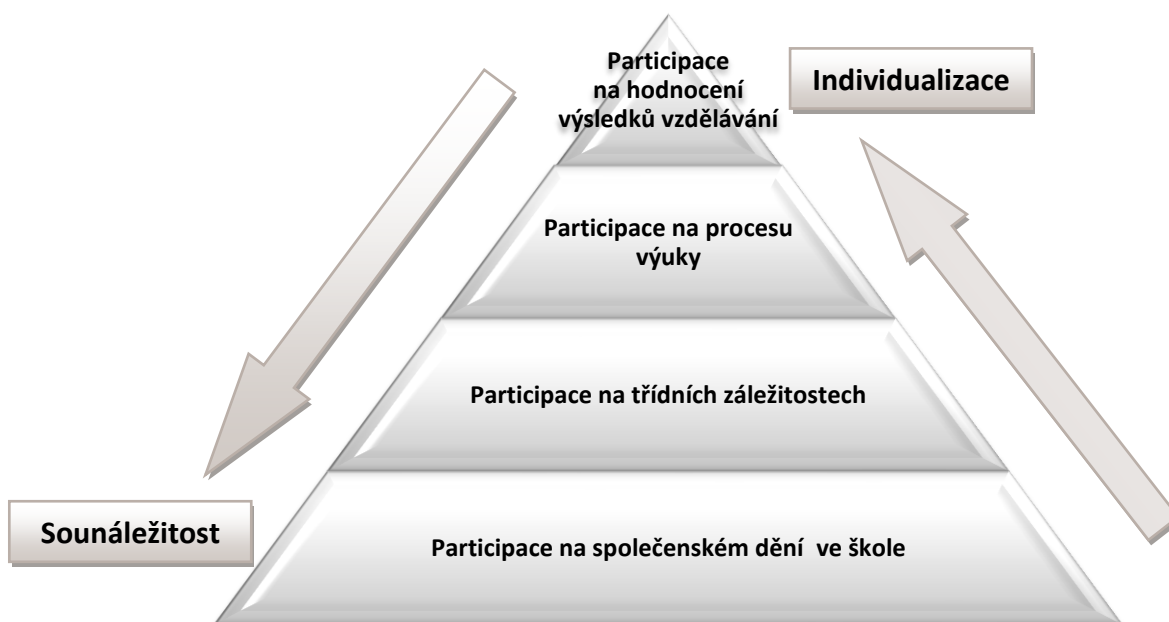 Participace
na hodnocení
výsledků vzdělávání
Individualizace
Participace na procesu
výuky
Participace na třídních záležitostech
Sounáležitost
Participace na společenském dění  ve škole